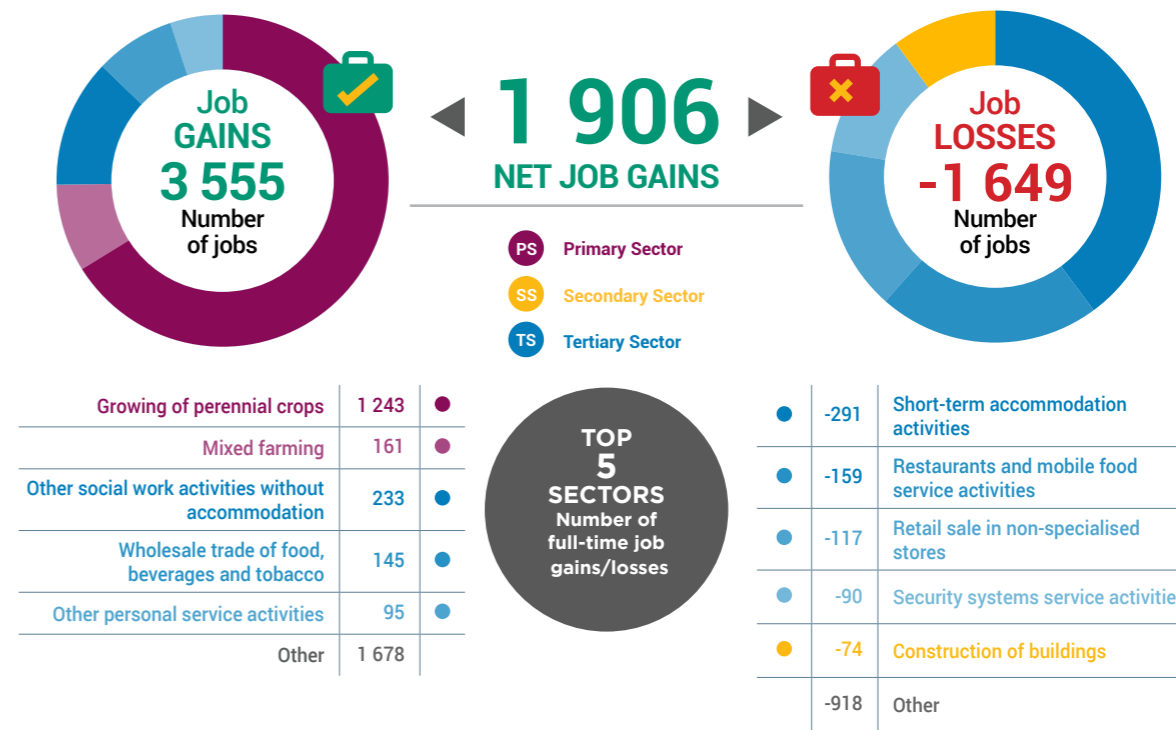 Job
GAINS
3 555
Number
of jobs
1 906
NET JOB GAINS
Job
LOSSES
-1 649
Number
of jobs
PS Primary Sector
SS Secondary Sector
TS Tertiary Sector
Growing of perennial crops 1 243
Mixed farming 161
Other social work activities without
accommodation 233
Wholesale trade of food,
beverages and tobacco 145
Other personal service activities 95
Other 1 678
TOP
5
SECTORS
Number of
full-time job
gains/losses
-291 Short-term accommodation
activities
-159 Restaurants and mobile food
service activities
-117 Retail sale in non-specialised
stores
-90 Security systems service activitie
-74 Construction of buildings
-918 Other